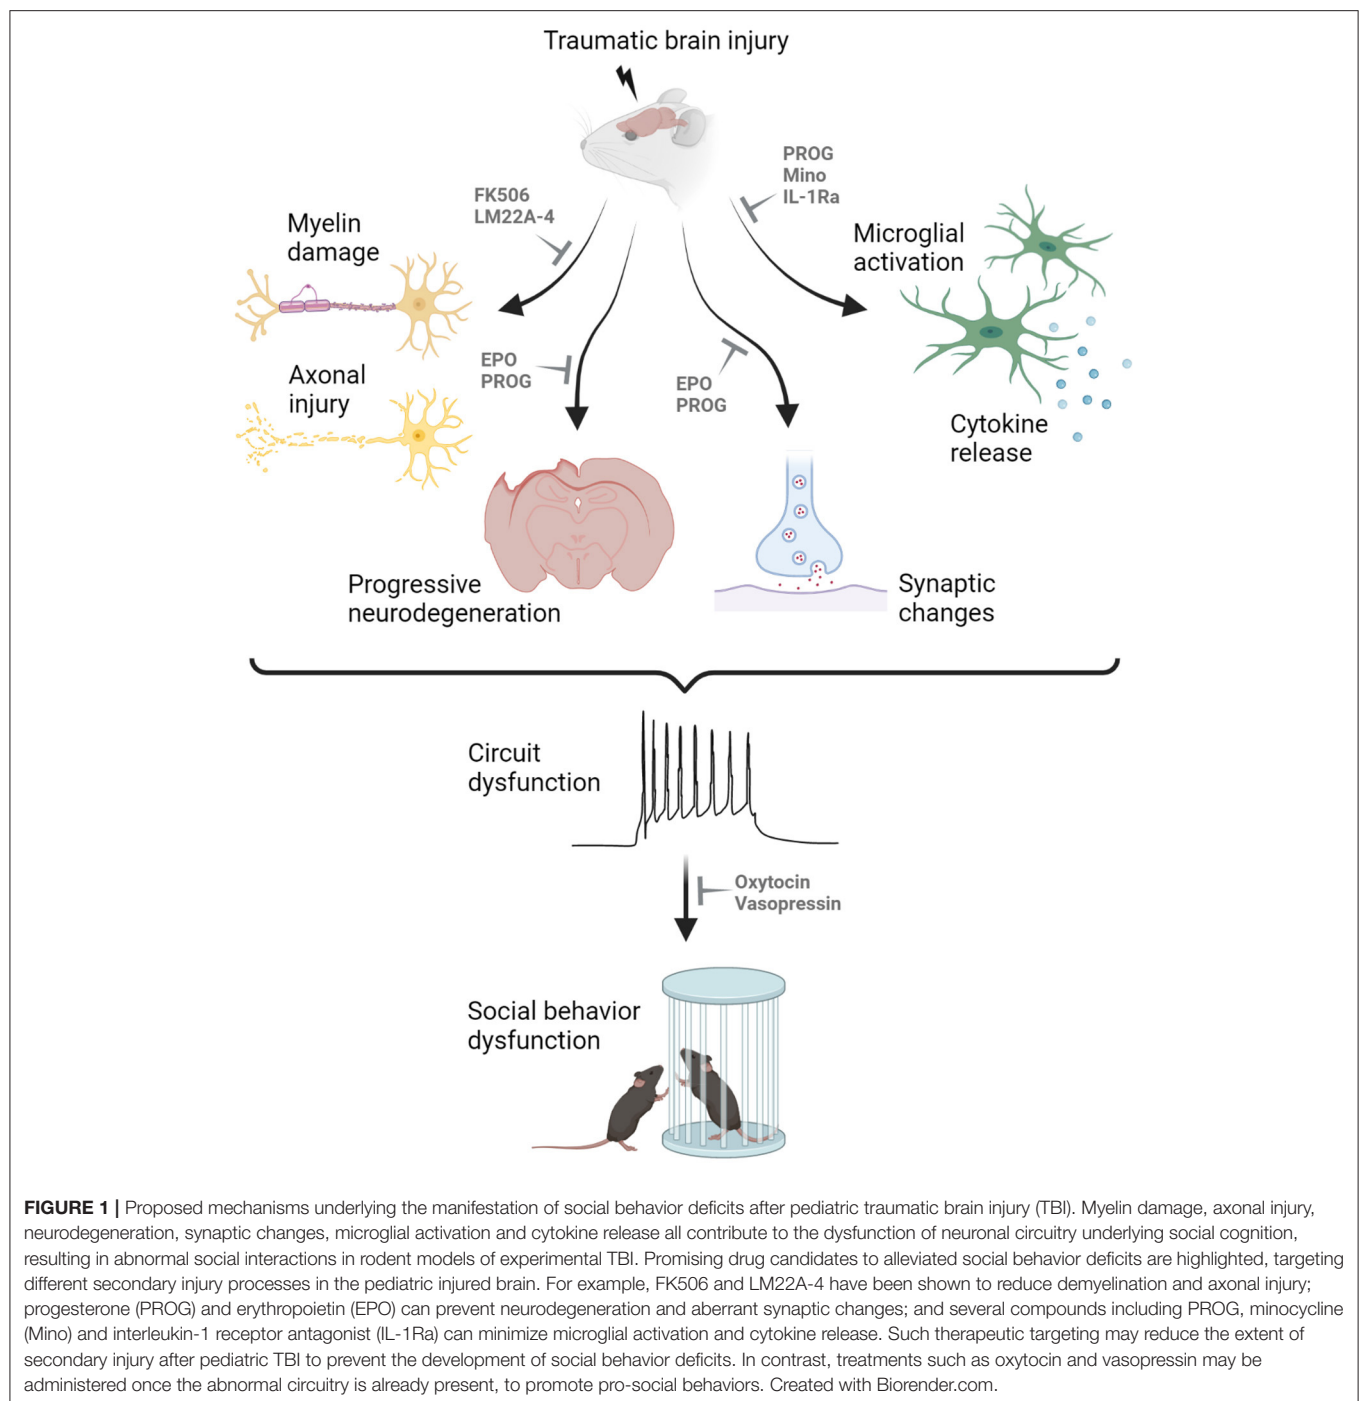 Traumatic brain injury
PROG
Mino
IL-1Ra
FK506
LM22A-4
Myelin
damage
Microglial
activation
EPO
PROG
EPO
PROG
Axonal
injury
Cytokine
release
Progressive
neurodegeneration
Synaptic
changes
Circuit
dysfunction
Oxytocin
Vasopressin
Social behavior
dysfunction
FIGURE 1 | Proposed mechanisms underlying the manifestation of social behavior deficits after pediatric traumatic brain injury (TBI). Myelin damage, axonal injury,
neurodegeneration, synaptic changes, microglial activation and cytokine release all contribute to the dysfunction of neuronal circuitry underlying social cognition,
resulting in abnormal social interactions in rodent models of experimental TBI. Promising drug candidates to alleviated social behavior deficits are highlighted, targeting
different secondary injury processes in the pediatric injured brain. For example, FK506 and LM22A-4 have been shown to reduce demyelination and axonal injury;
progesterone (PROG) and erythropoietin (EPO) can prevent neurodegeneration and aberrant synaptic changes; and several compounds including PROG, minocycline
(Mino) and interleukin-1 receptor antagonist (IL-1Ra) can minimize microglial activation and cytokine release. Such therapeutic targeting may reduce the extent of
secondary injury after pediatric TBI to prevent the development of social behavior deficits. In contrast, treatments such as oxytocin and vasopressin may be
administered once the abnormal circuitry is already present, to promote pro-social behaviors. Created with Biorender.com.